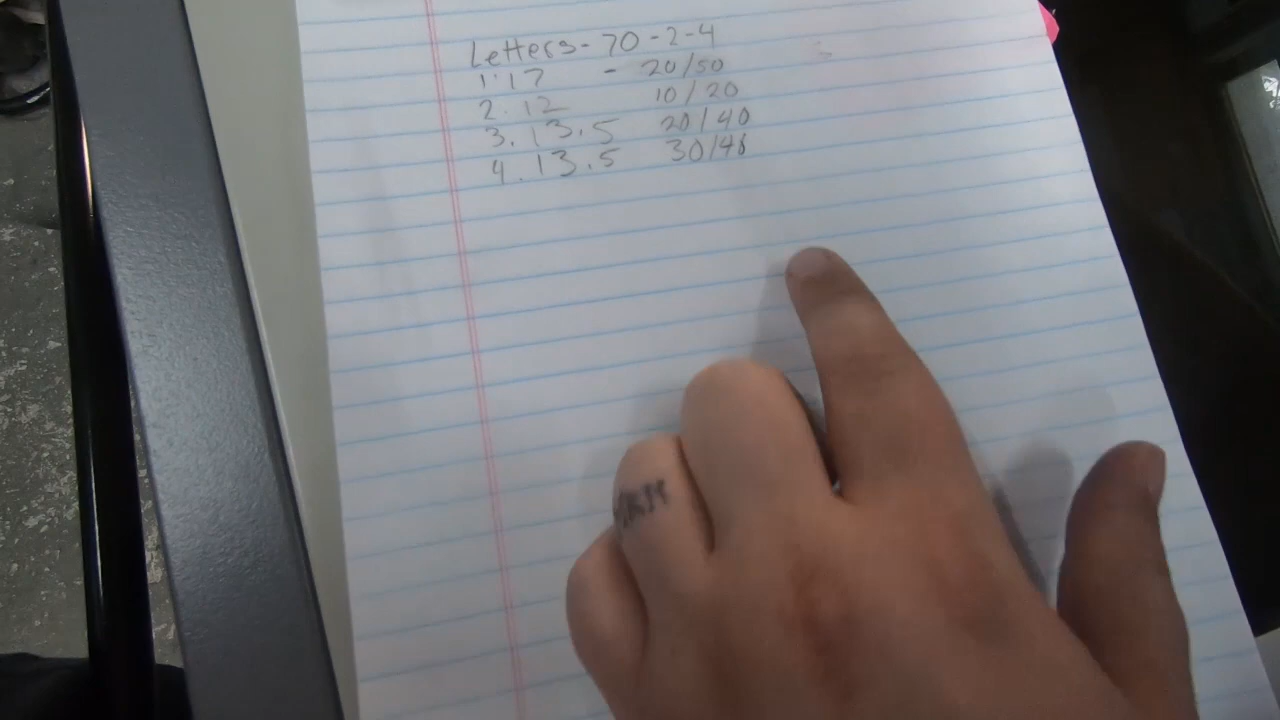 Letters - 70 - 2 - 4
1. 17 - 20/50
2. 12 10/20
3. 13.5 20/40
4. 13.5 30/48